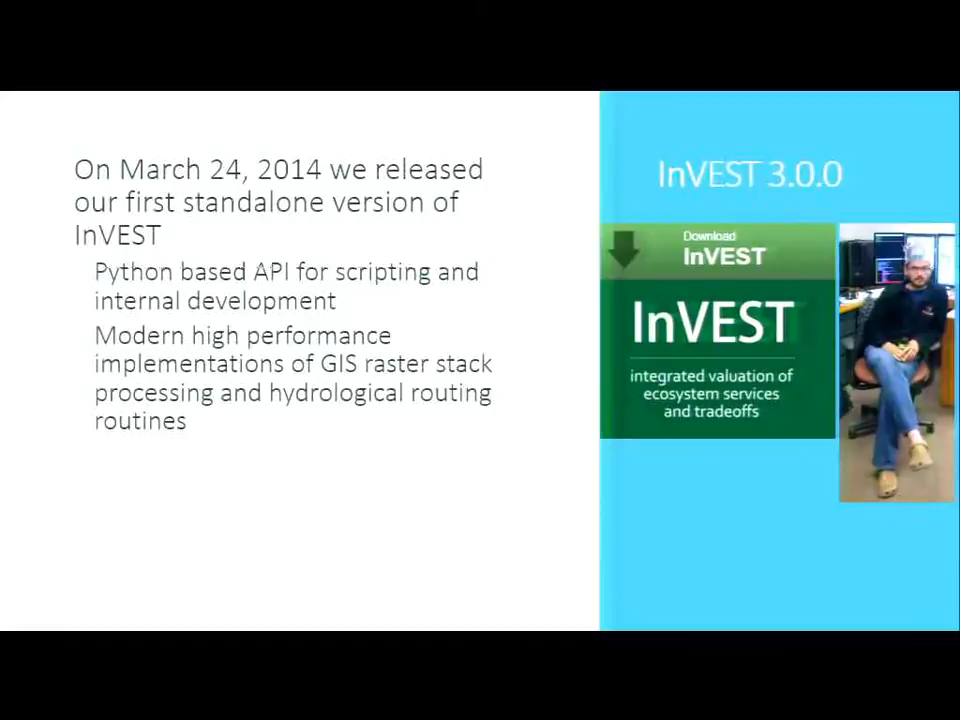 On March 24, 2014 we released
our first standalone version of
InVEST
Python based API for scripting and
internal development
Modern high performance
implementations of GIS raster stack
processing and hydrological routing
routines
InVEST 3.0.0
Download
InVEST
InVEST
integrated valuation of
ecosystem services
and tradeoffs